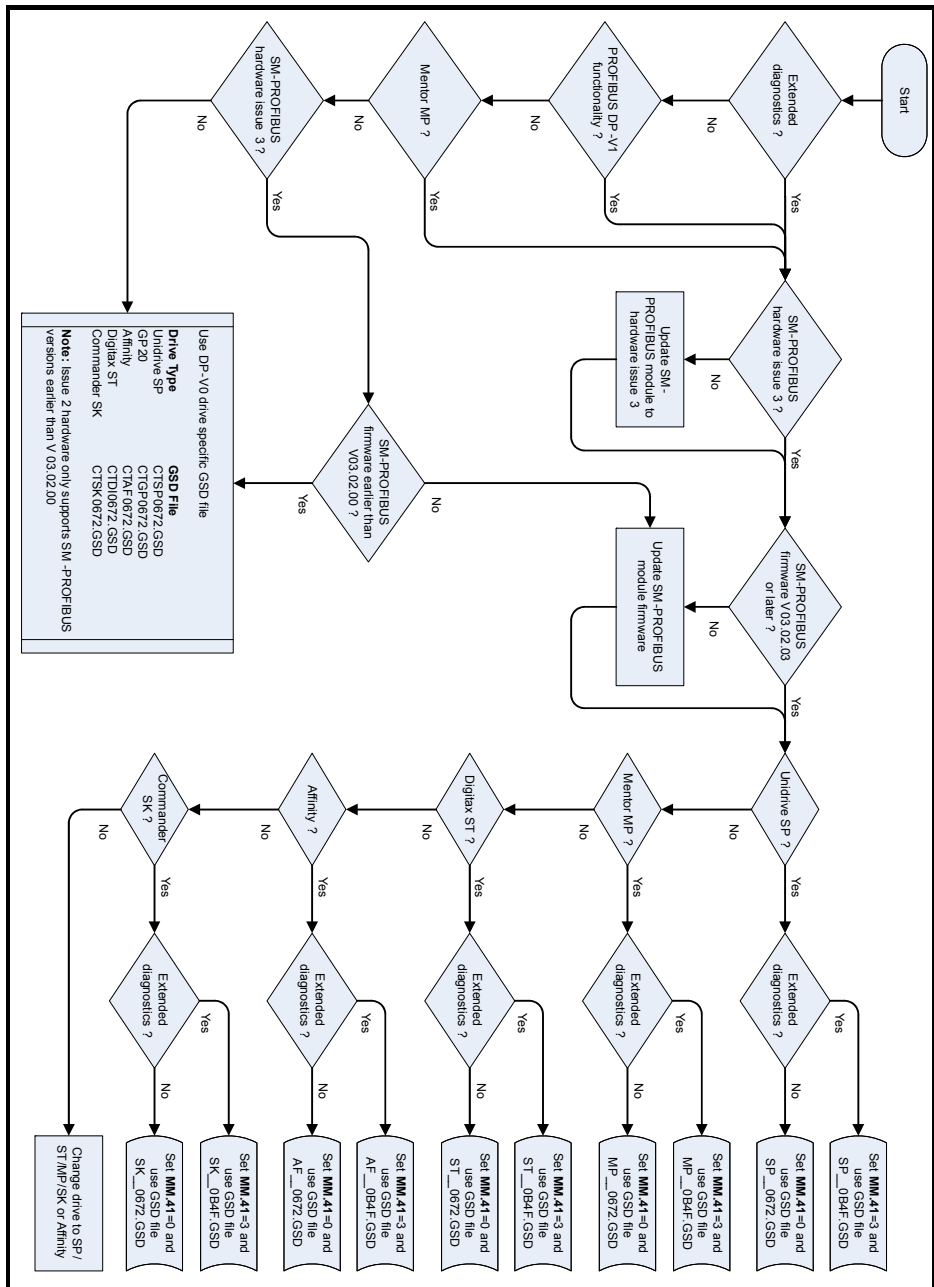 Start
Extended
diagnostics ?
Yes
No
PROFIBUS DP-V1
functionality ?
Yes
No
Mentor MP ?
Yes
No
SM-PROFIBUS
hardware issue 3 ?
Yes
No
SM-PROFIBUS
hardware issue 3 ?
Yes
No
Update SM-
PROFIBUS module to
hardware issue 3
SM-PROFIBUS
firmware earlier than
V03.02.00 ?
No
Yes
Use DP-V0 drive specific GSD file
Drive Type GSD File
Unidrive SP CTSP0672.GSD
GP20 CTGP0672.GSD
Affinity CTAF0672.GSD
Digitax ST CTDI0672.GSD
Commander SK CTSK0672.GSD
Note: Issue 2 hardware only supports SM-PROFIBUS
versions earlier than V 03.02.00
SM-PROFIBUS
firmware V03.02.03
or later ?
Yes
No
Update SM-PROFIBUS
module firmware
Unidrive SP ?
Yes
No
Extended
diagnostics ?
Yes
No
Set MM.41=3 and
use GSD file
SP__0B4F.GSD
Set MM.41=0 and
use GSD file
SP__0672.GSD
Mentor MP ?
Yes
No
Extended
diagnostics ?
Yes
No
Set MM.41=3 and
use GSD file
MP__0B4F.GSD
Set MM.41=0 and
use GSD file
MP__0672.GSD
Digitax ST ?
Yes
No
Extended
diagnostics ?
Yes
No
Set MM.41=3 and
use GSD file
ST__0B4F.GSD
Set MM.41=0 and
use GSD file
ST__0672.GSD
Affinity ?
Yes
No
Extended
diagnostics ?
Yes
No
Set MM.41=3 and
use GSD file
AF__0B4F.GSD
Set MM.41=0 and
use GSD file
AF__0672.GSD
Commander
SK ?
Yes
No
Extended
diagnostics ?
Yes
No
Set MM.41=3 and
use GSD file
SK__0B4F.GSD
Set MM.41=0 and
use GSD file
SK__0672.GSD
Change drive to SP/
ST/MP/SK or Affinity